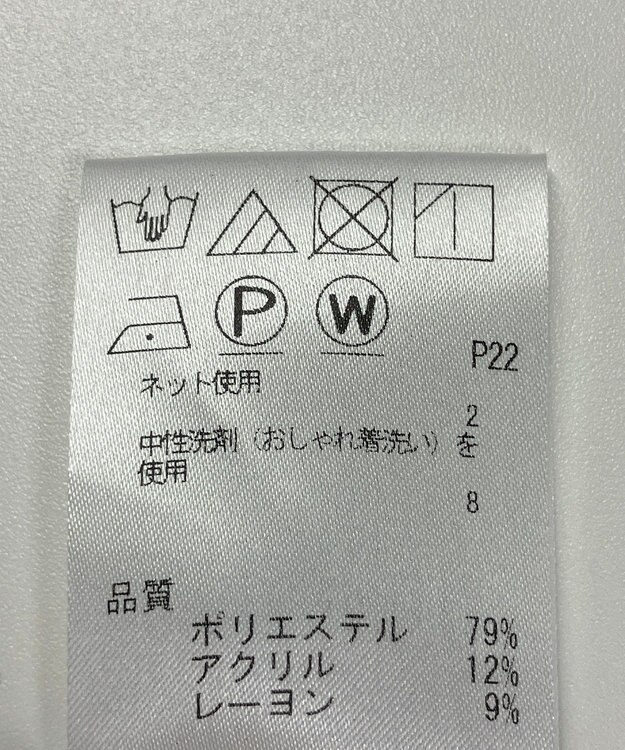 P
W
P22
ネット使用
2
中性洗剤（おしゃれ着洗い）を
使用
8
品質
ポリエステル 79%
アクリル 12%
レーヨン 9%